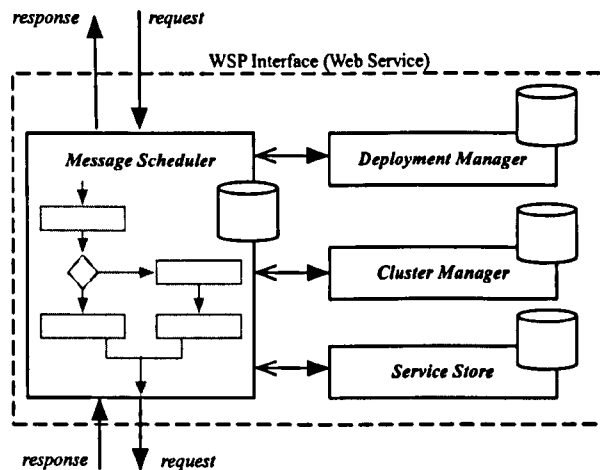 response request
WSP Interface (Web Service)
Message Scheduler
Deployment Manager
Cluster Manager
Service Store
response request